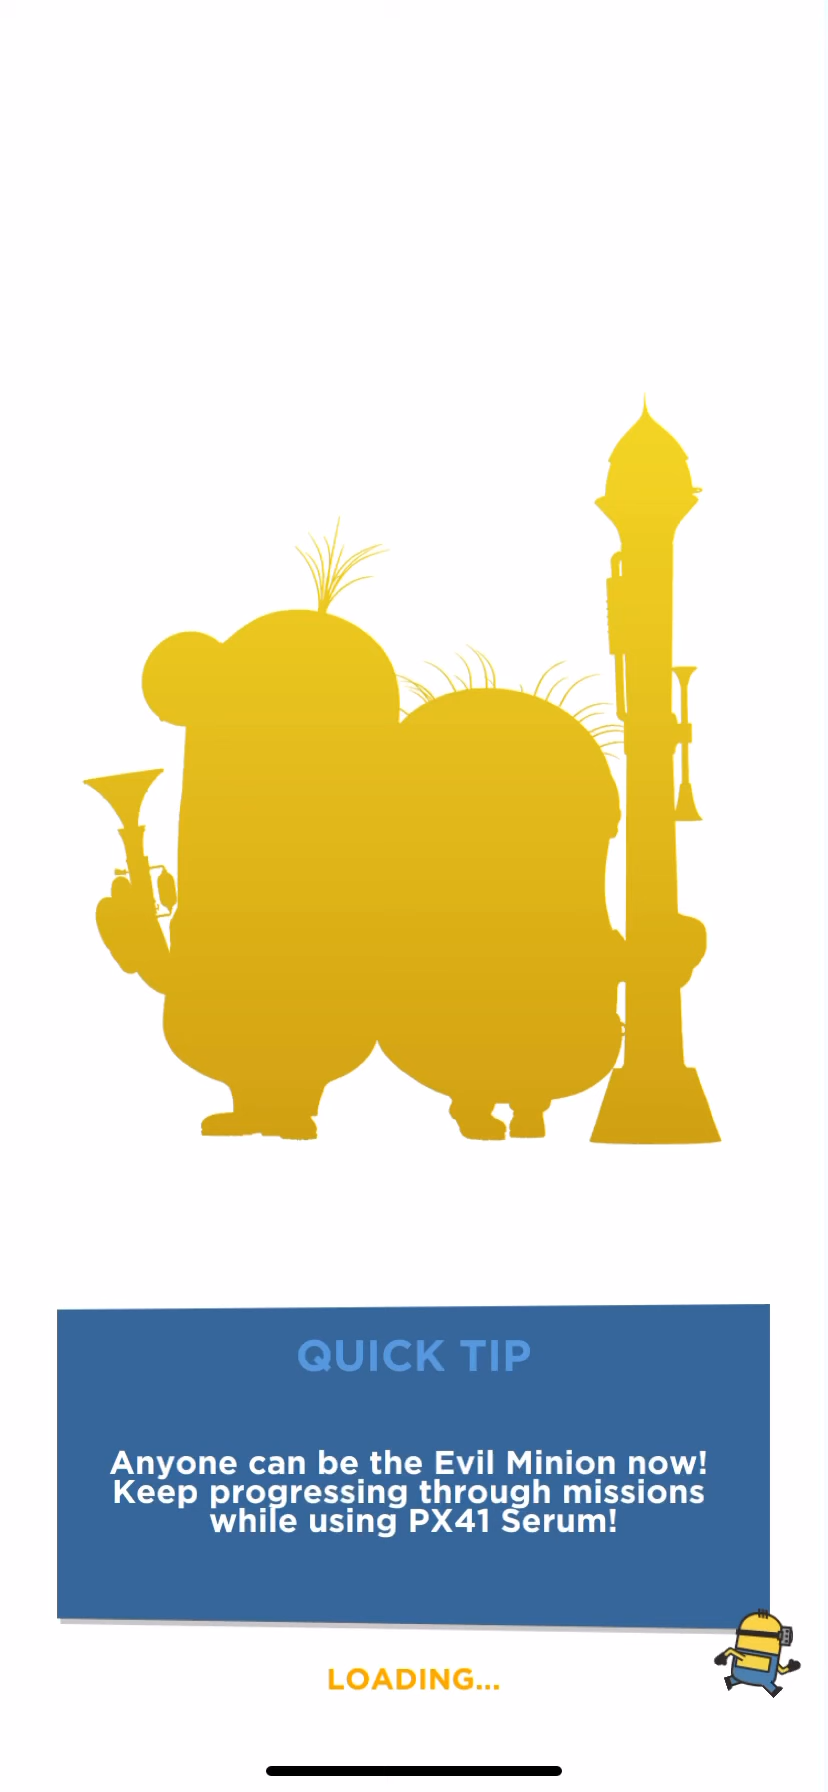 QUICK TIP
Anyone can be the Evil Minion now!
Keep progressing through missions
while using PX41 Serum!
LOADING...